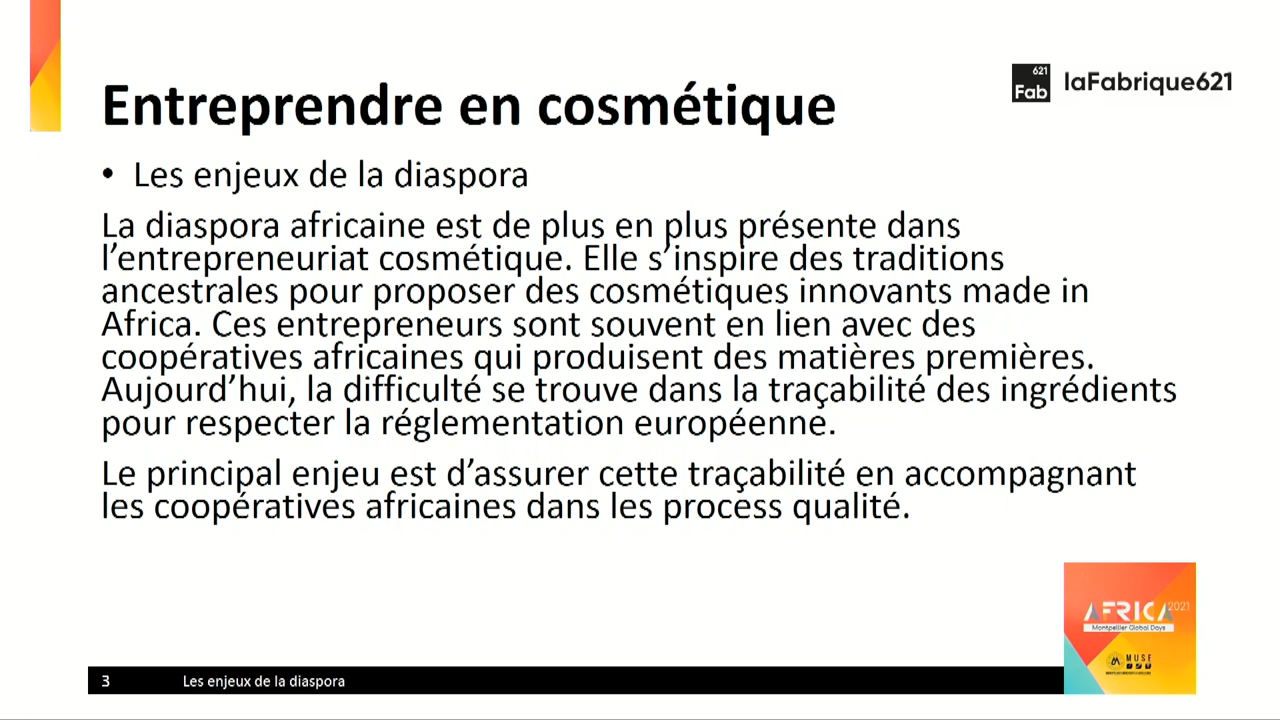 621
Fab
laFabrique621
Entreprendre en cosmétique
• Les enjeux de la diaspora
La diaspora africaine est de plus en plus présente dans
l’entrepreneuriat cosmétique. Elle s’inspire des traditions
ancestrales pour proposer des cosmétiques innovants made in
Africa. Ces entrepreneurs sont souvent en lien avec des
coopératives africaines qui produisent des matières premières.
Aujourd’hui, la difficulté se trouve dans la traçabilité des ingrédients
pour respecter la réglementation européenne.
Le principal enjeu est d’assurer cette traçabilité en accompagnant
les coopératives africaines dans les process qualité.
AFRICA 2021
Montpellier Global Days
MUSE
3 Les enjeux de la diaspora